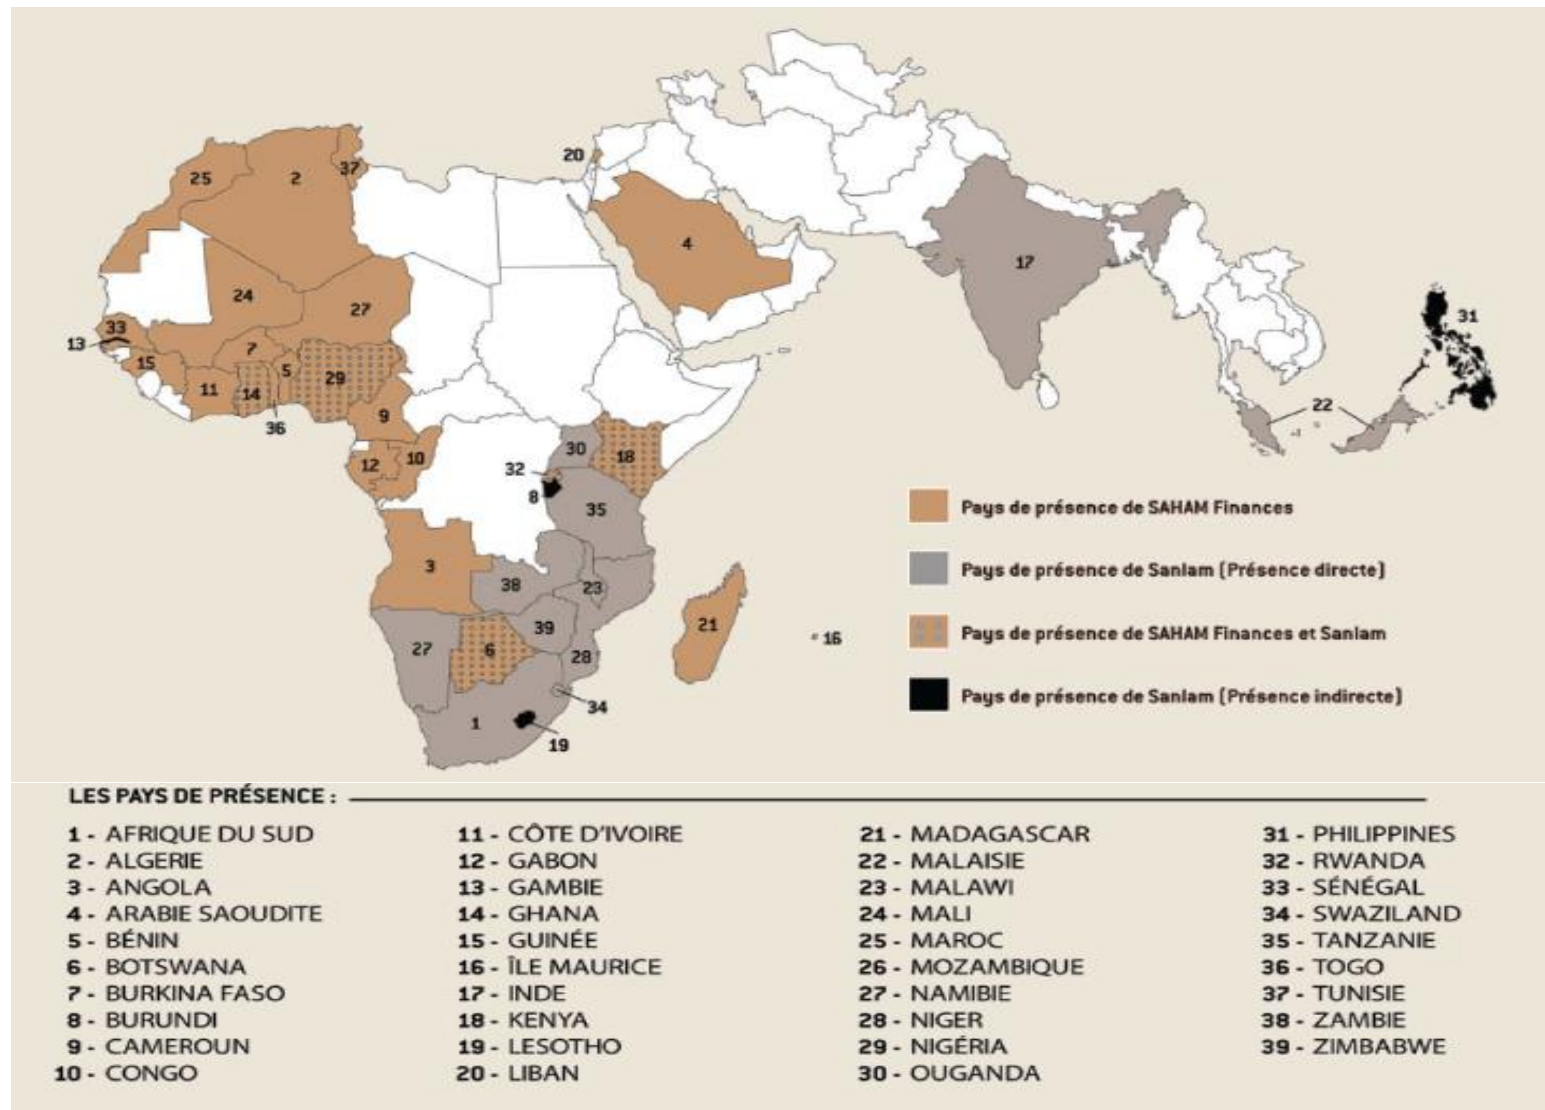 20
37
25
2
4
17
24
27
31
33
13
7
15
5
29
11
14
22
9
36
30
18
10
12
32
8
Pays de présence de SAHAM Finances
35
3
Pays de présence de Sanlam (Présence directe)
38
23
21
39
16
Pays de présence de SAHAM Finances et Sanlam
27
6
28
Pays de présence de Sanlam (Présence indirecte)
34
1
19
LES PAYS DE PRÉSENCE :
1 - AFRIQUE DU SUD
2 - ALGERIE
3 - ANGOLA
4 - ARABIE SAOUDITE
5 - BÉNIN
6 - BOTSWANA
7 - BURKINA FASO
8 - BURUNDI
9 - CAMEROUN
10 - CONGO
11 - CÔTE D'IVOIRE
12 - GABON
13 - GAMBIE
14 - GHANA
15 - GUINÉE
16 - ÎLE MAURICE
17 - INDE
18 - KENYA
19 - LESOTHO
20 - LIBAN
21 - MADAGASCAR
22 - MALAISIE
23 - MALAWI
24 - MALI
25 - MAROC
26 - MOZAMBIQUE
27 - NAMIBIE
28 - NIGER
29 - NIGÉRIA
30 - OUGANDA
31 - PHILIPPINES
32 - RWANDA
33 - SÉNÉGAL
34 - SWAZILAND
35 - TANZANIE
36 - TOGO
37 - TUNISIE
38 - ZAMBIE
39 - ZIMBABWE